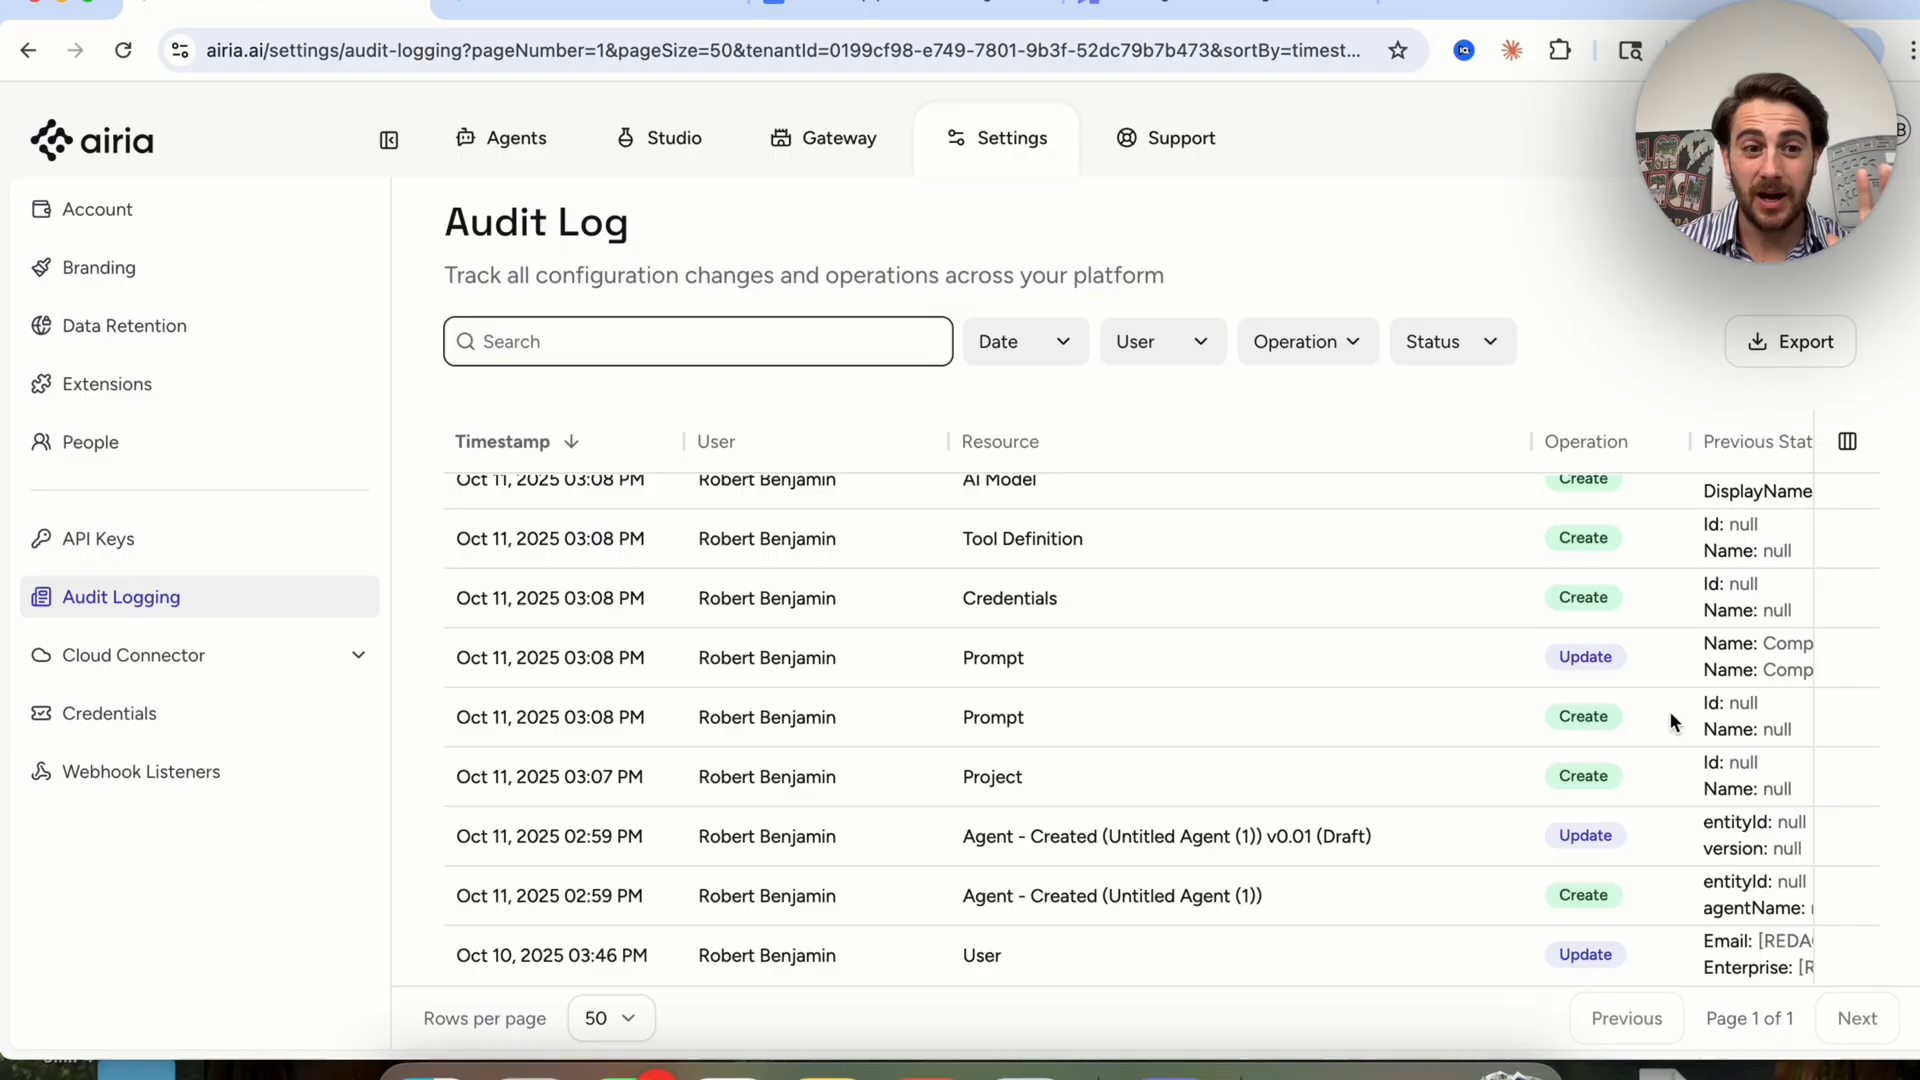 airia.ai/settings/audit-logging?pageNumber=1&pageSize=50&tenantId=0199cf98-e749-7801-9b3f-52dc79b7b473&sortBy=timest...
airia
Agents
Studio
Gateway
Settings
Support
Account
Branding
Data Retention
Extensions
People
API Keys
Audit Logging
Cloud Connector
Credentials
Webhook Listeners
Audit Log
Track all configuration changes and operations across your platform
Search
Date
User
Operation
Status
Export
Timestamp User Resource Operation Previous Stat
Oct 11, 2025 03:08 PM Robert Benjamin AI Model Create
DisplayName
Oct 11, 2025 03:08 PM Robert Benjamin Tool Definition Create Id: null
Name: null
Oct 11, 2025 03:08 PM Robert Benjamin Credentials Create Id: null
Name: null
Oct 11, 2025 03:08 PM Robert Benjamin Prompt Update Name: Comp
Name: Comp
Oct 11, 2025 03:08 PM Robert Benjamin Prompt Create Id: null
Name: null
Oct 11, 2025 03:07 PM Robert Benjamin Project Create Id: null
Name: null
Oct 11, 2025 02:59 PM Robert Benjamin Agent - Created (Untitled Agent (1)) v0.01 (Draft) Update entityId: null
version: null
Oct 11, 2025 02:59 PM Robert Benjamin Agent - Created (Untitled Agent (1)) Create entityId: null
agentName:
Oct 10, 2025 03:46 PM Robert Benjamin User Update Email: [REDA
Enterprise: [R
Rows per page 50
Previous Page 1 of 1 Next